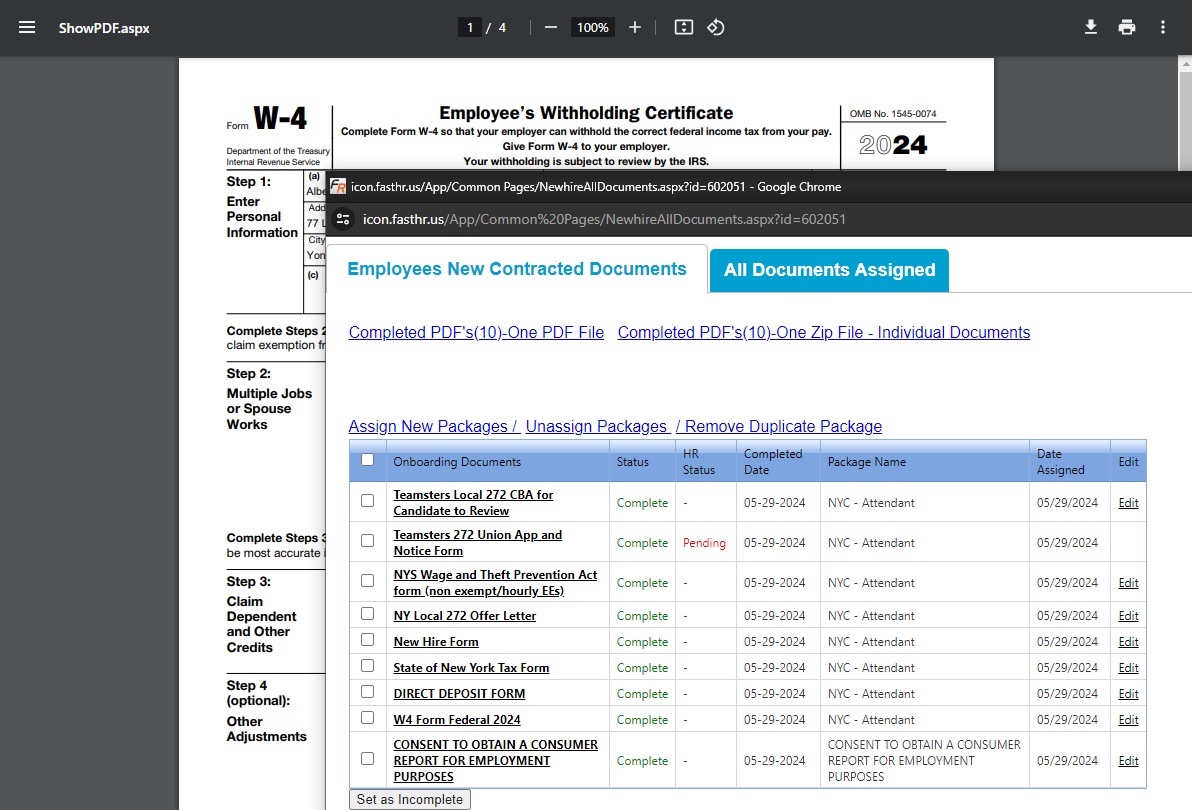 ShowPDF.aspx
1 / 4
100%
Form W-4
Department of the Treasury
Internal Revenue Service
Employee's Withholding Certificate
Complete Form W-4 so that your employer can withhold the correct federal income tax from your pay.
Give Form W-4 to your employer.
Your withholding is subject to review by the IRS.
OMB No. 1545-0074
2024
Step 1:
Enter
Personal
Information
(a)
Albe
Add
77 L
City
Yon
(c)
Complete Steps 2
claim exemption fr
Step 2:
Multiple Jobs
or Spouse
Works
Complete Steps 3
be most accurate i
Step 3:
Claim
Dependent
and Other
Credits
Step 4
(optional):
Other
Adjustments
FR icon.fasthr.us/App/Common Pages/NewhireAllDocuments.aspx?id=602051 - Google Chrome
icon.fasthr.us/App/Common%20Pages/NewhireAllDocuments.aspx?id=602051
Employees New Contracted Documents
All Documents Assigned
Completed PDF's(10)-One PDF File Completed PDF's(10)-One Zip File - Individual Documents
Assign New Packages / Unassign Packages / Remove Duplicate Package
Onboarding Documents Status HR Status Completed Date Package Name Date Assigned Edit
Teamsters Local 272 CBA for
Candidate to Review Complete - 05-29-2024 NYC - Attendant 05/29/2024 Edit
Teamsters 272 Union App and
Notice Form Complete Pending 05-29-2024 NYC - Attendant 05/29/2024
NYS Wage and Theft Prevention Act
form (non exempt/hourly EEs) Complete - 05-29-2024 NYC - Attendant 05/29/2024 Edit
NY Local 272 Offer Letter Complete - 05-29-2024 NYC - Attendant 05/29/2024 Edit
New Hire Form Complete - 05-29-2024 NYC - Attendant 05/29/2024 Edit
State of New York Tax Form Complete - 05-29-2024 NYC - Attendant 05/29/2024 Edit
DIRECT DEPOSIT FORM Complete - 05-29-2024 NYC - Attendant 05/29/2024 Edit
W4 Form Federal 2024 Complete - 05-29-2024 NYC - Attendant 05/29/2024 Edit
CONSENT TO OBTAIN A CONSUMER
REPORT FOR EMPLOYMENT
PURPOSES Complete - 05-29-2024 CONSENT TO OBTAIN A CONSUMER
REPORT FOR EMPLOYMENT
PURPOSES 05/29/2024 Edit
Set as Incomplete